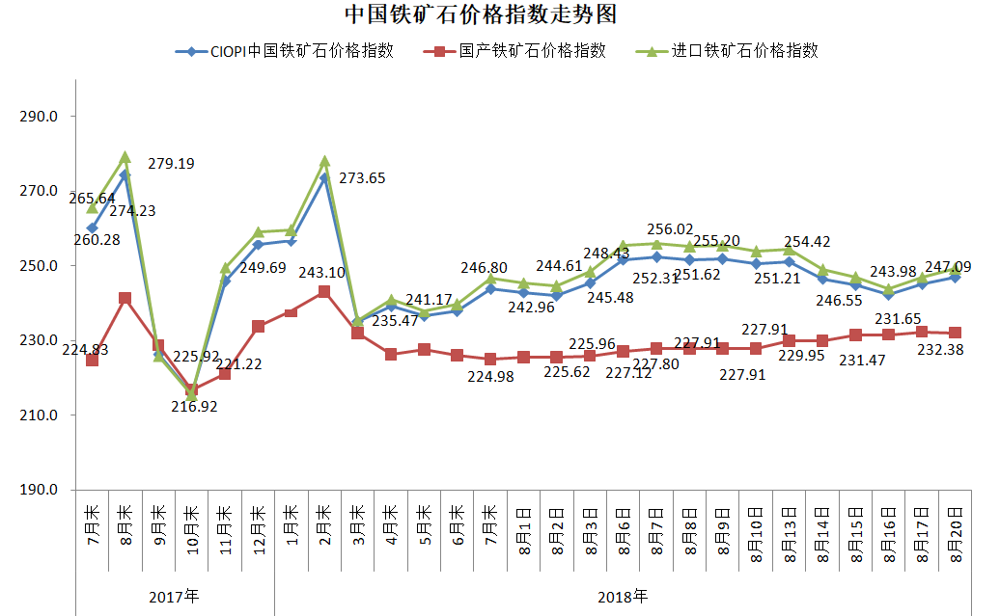 中国铁矿石价格指数走势图
CIOPI中国铁矿石价格指数 国产铁矿石价格指数 进口铁矿石价格指数
290.0
270.0
250.0
230.0
210.0
190.0
279.19
273.65
265.64
274.23
260.28
249.69
243.10
224.83
225.92
221.22
216.92
235.47
241.17
246.80
224.98
242.96
244.61
225.62
248.43
245.48
225.96
227.12
256.02
252.31
227.80
255.20
251.62
227.91
227.91
251.21
227.91
254.42
229.95
246.55
231.47
243.98
231.65
247.09
232.38
7月末
8月末
9月末
10月末
11月末
12月末
1月末
2月末
3月末
4月末
5月末
6月末
7月末
8月1日
8月2日
8月3日
8月6日
8月7日
8月8日
8月9日
8月10日
8月13日
8月14日
8月15日
8月16日
8月17日
8月20日
2017年 2018年